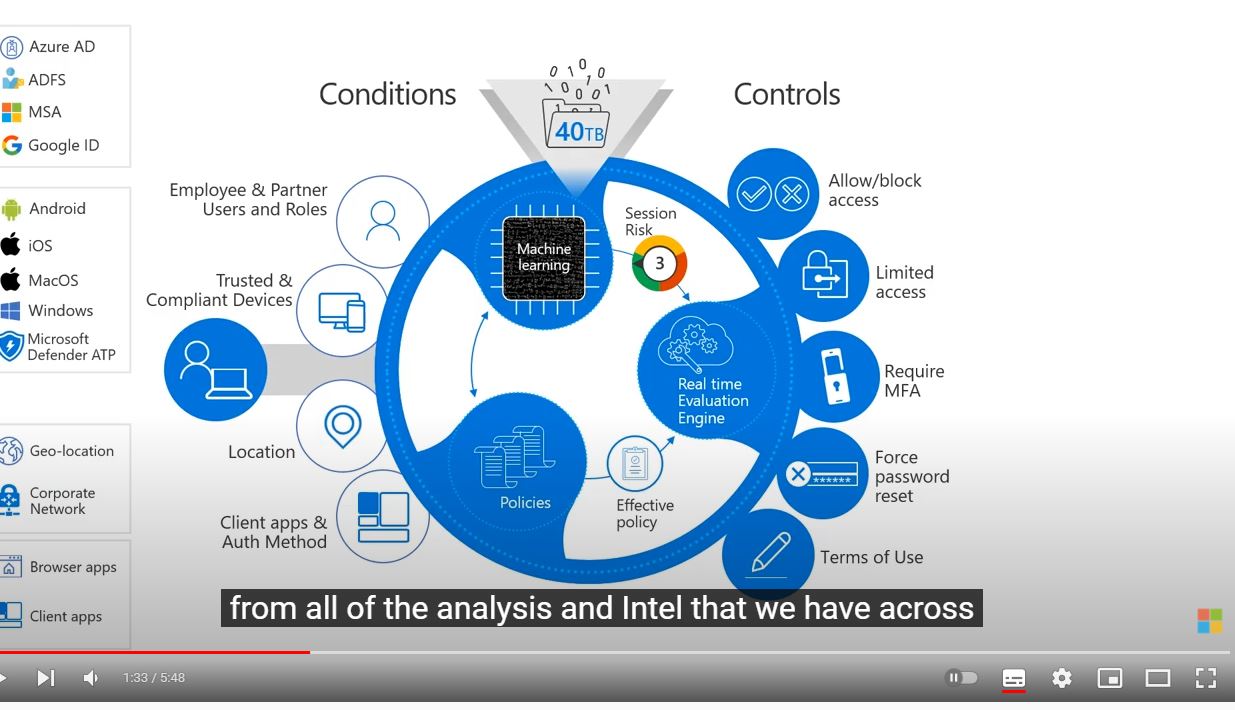 Azure AD
ADFS
MSA
Google ID
Android
iOS
MacOS
Windows
Microsoft
Defender ATP
Geo-location
Corporate
Network
Browser apps
Client apps
Conditions
Employee & Partner
Users and Roles
Trusted &
Compliant Devices
Location
Client apps &
Auth Method
0 1 0 0
1 0 1 0
0 0 1
1 0 1
40TB
Machine
learning
Session
Risk
3
Real time
Evaluation
Engine
Policies
Effective
policy
Controls
Allow/block
access
Limited
access
Require
MFA
Force
password
reset
******
Terms of Use
from all of the analysis and Intel that we have across
1:33 / 5:48